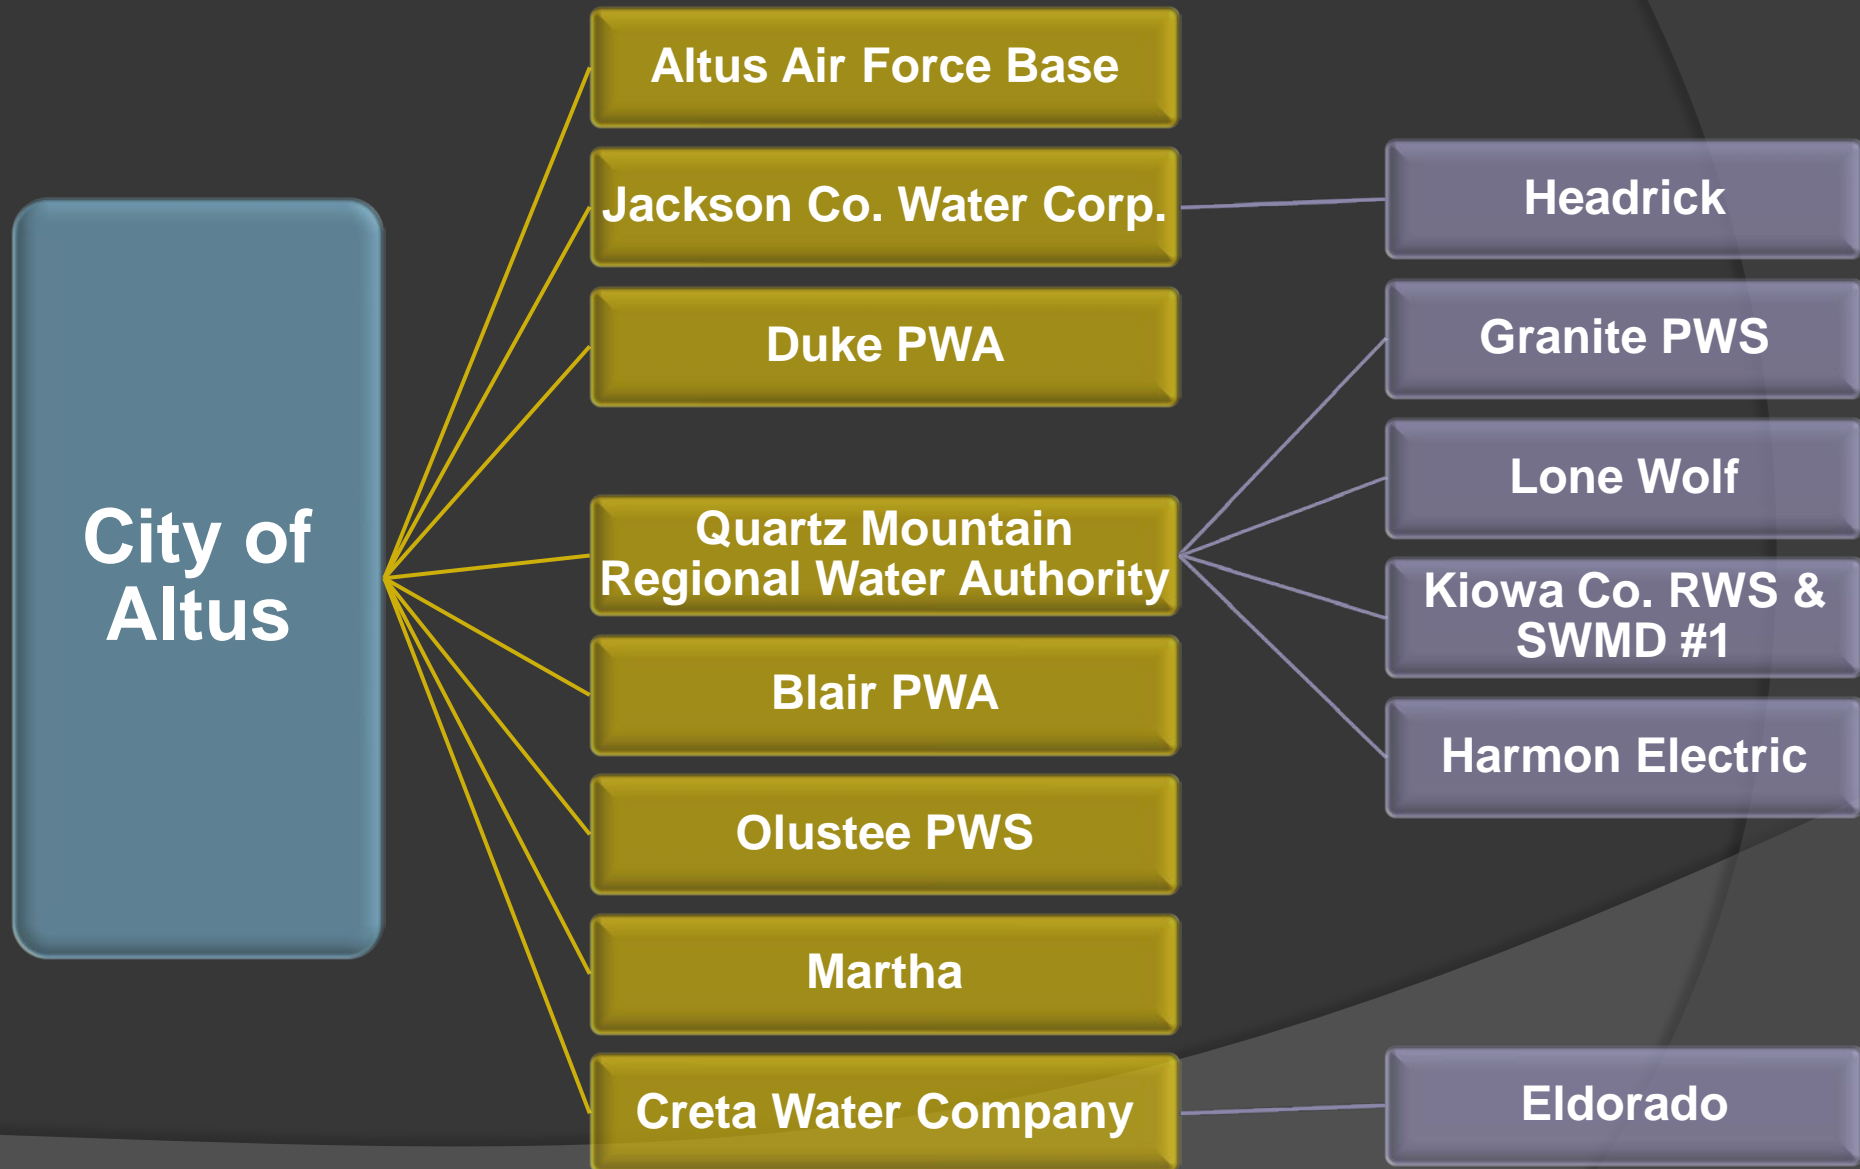 City of
Altus
Altus Air Force Base
Jackson Co. Water Corp.
Duke PWA
Quartz Mountain
Regional Water Authority
Blair PWA
Olustee PWS
Martha
Creta Water Company
Headrick
Granite PWS
Lone Wolf
Kiowa Co. RWS &
SWMD #1
Harmon Electric
Eldorado